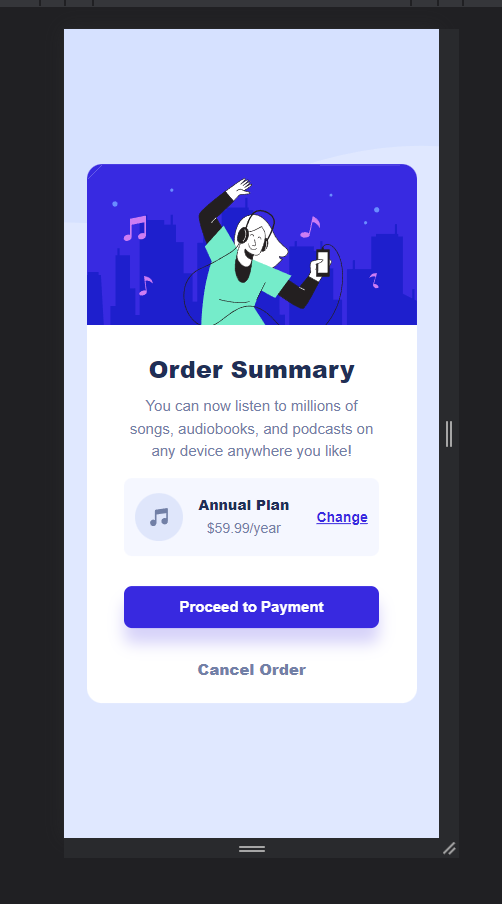 Order Summary
You can now listen to millions of
songs, audiobooks, and podcasts on
any device anywhere you like!
Annual Plan
$59.99/year
Change
Proceed to Payment
Cancel Order